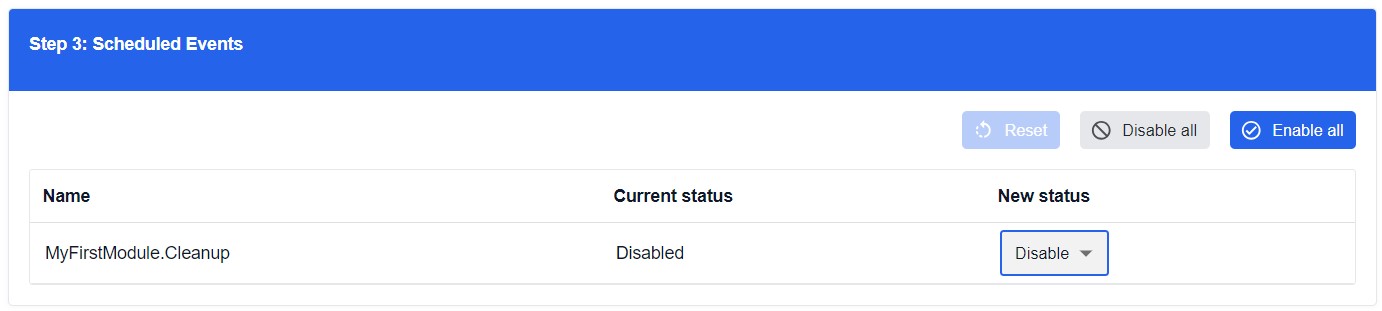 Step 3: Scheduled Events
Reset Disable all Enable all
Name Current status New status
MyFirstModule.Cleanup Disabled Disable